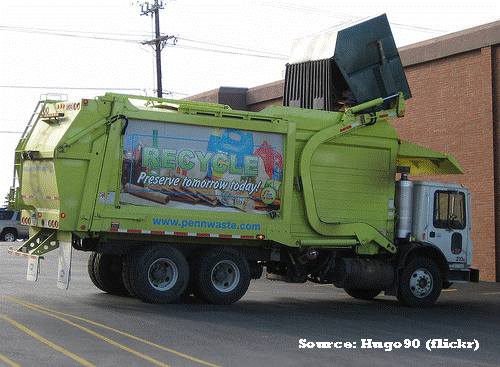 RECYCLE
Preserve tomorrow today!
www.pennwaste.com
Source: Hugo90 (flickr)